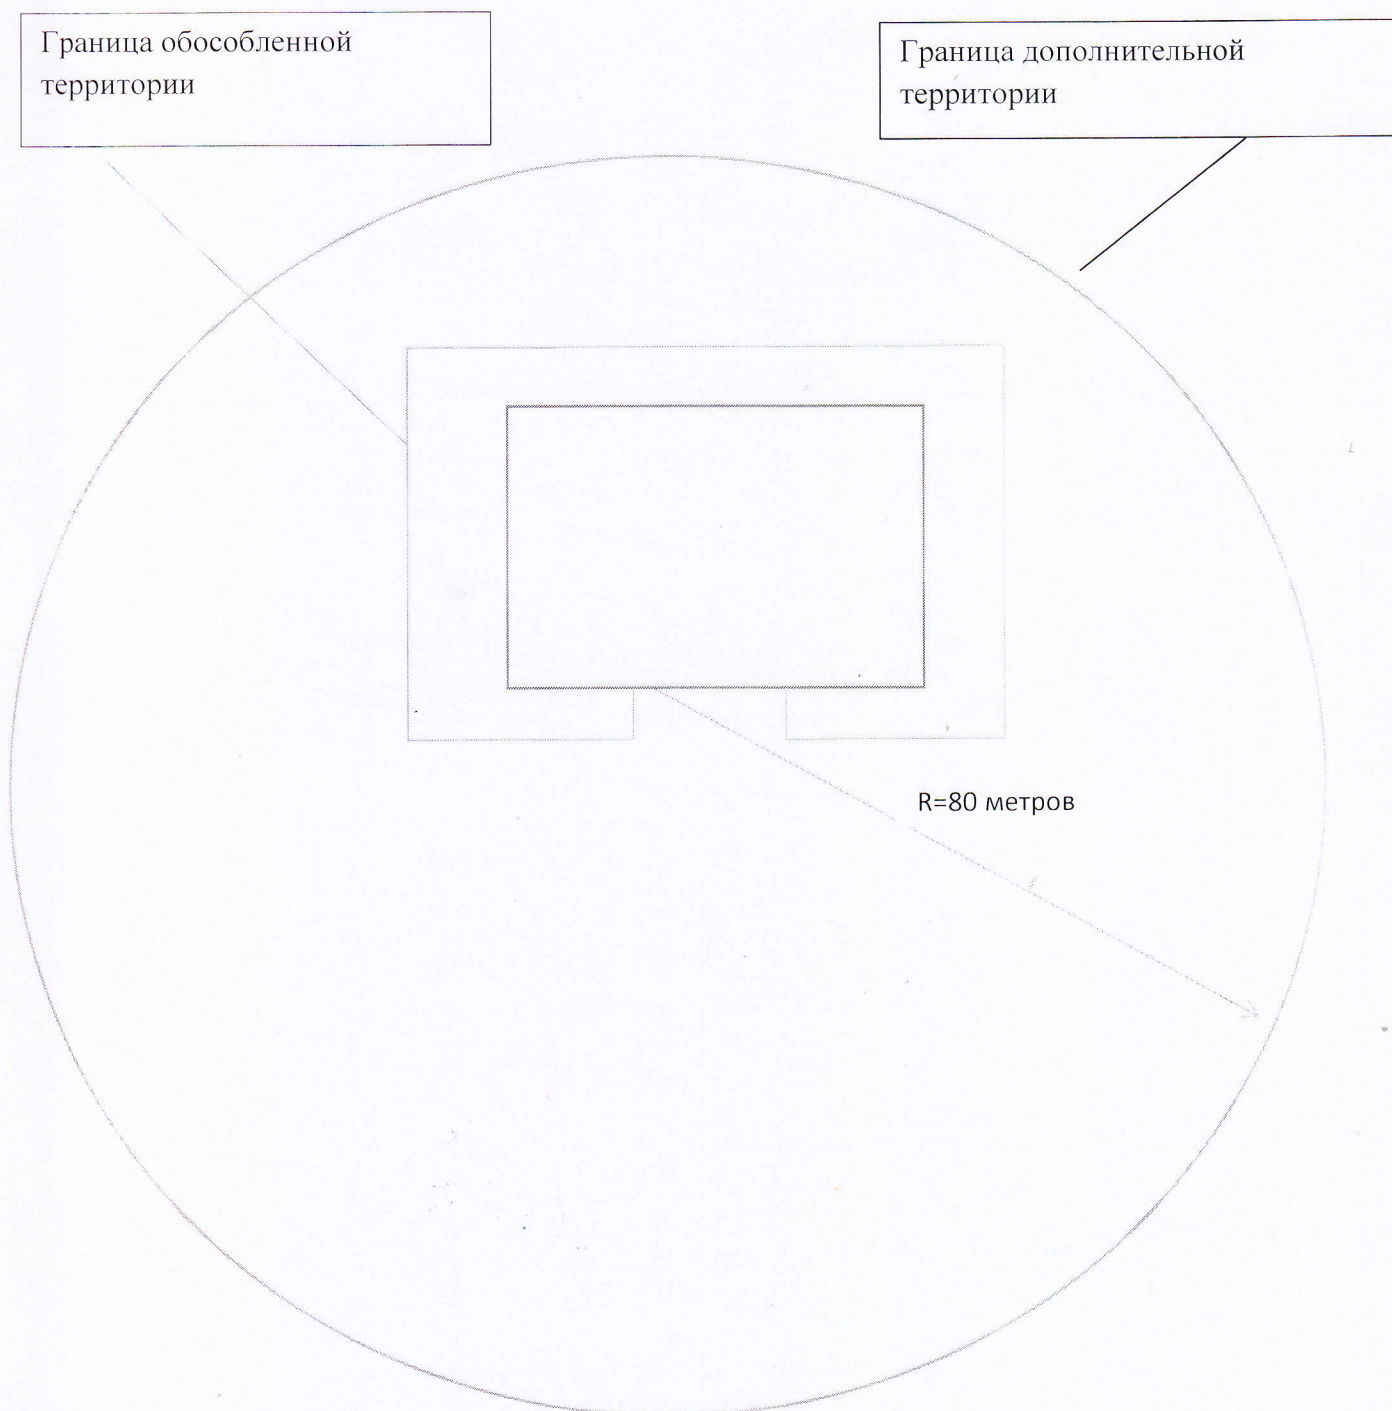 Граница обособленной
территории
Граница дополнительной
территории
R=80 метров